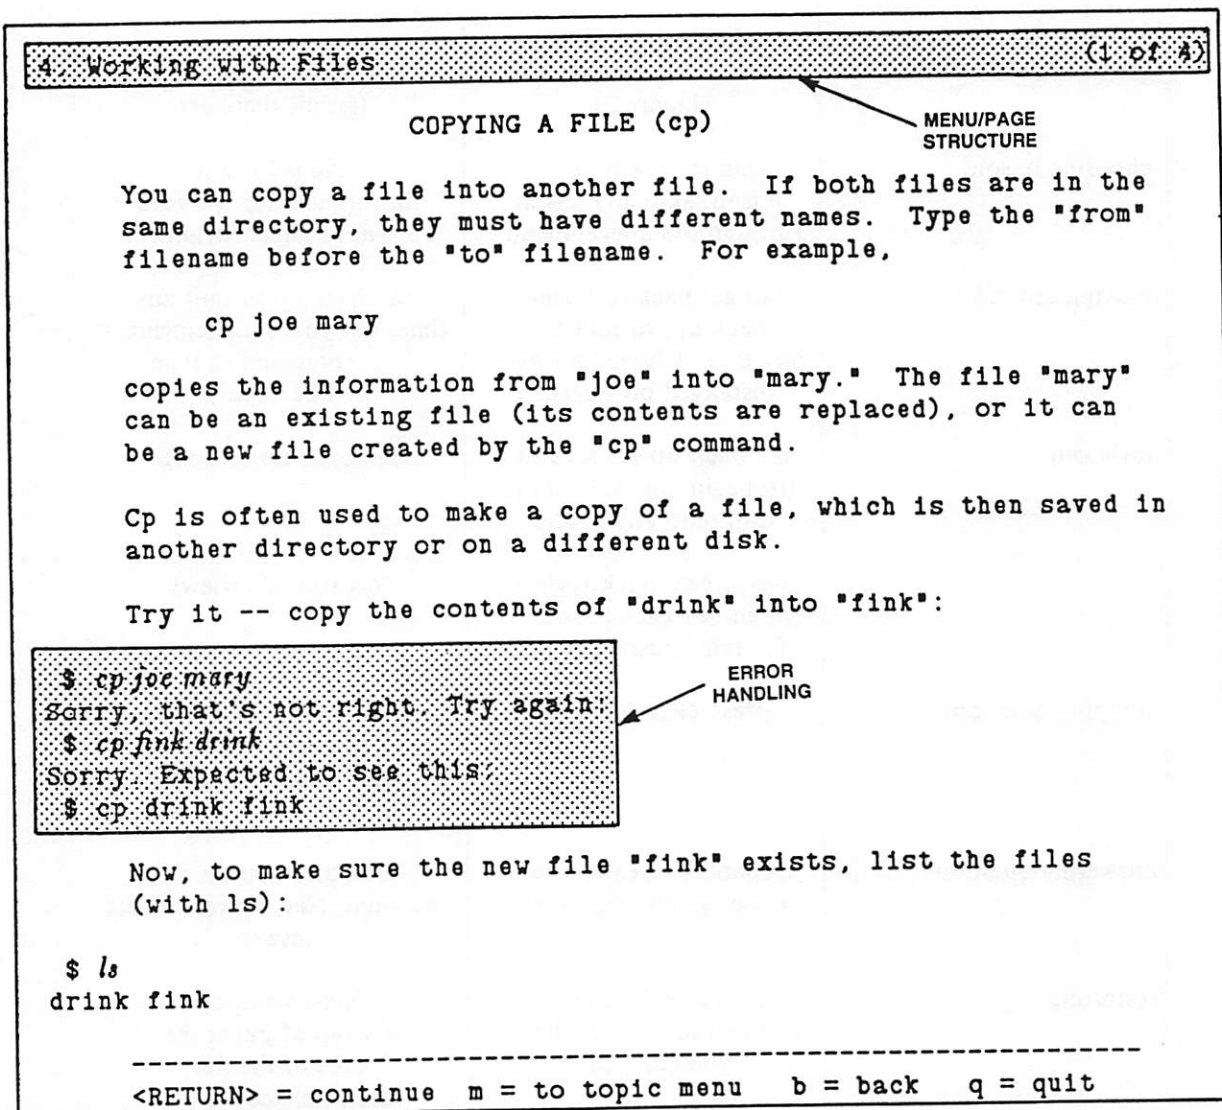 4. Working with Files (1 of 4)
COPYING A FILE (cp)
MENU/PAGE
STRUCTURE
You can copy a file into another file. If both files are in the
same directory, they must have different names. Type the "from"
filename before the "to" filename. For example,
cp joe mary
copies the information from "joe" into "mary." The file "mary"
can be an existing file (its contents are replaced), or it can
be a new file created by the "cp" command.
Cp is often used to make a copy of a file, which is then saved in
another directory or on a different disk.
Try it -- copy the contents of "drink" into "fink":
$ cp joe mary
Sorry, that's not right. Try again:
$ cp fink drink
Sorry. Expected to see this:
$ cp drink fink
ERROR
HANDLING
Now, to make sure the new file "fink" exists, list the files
(with ls):
$ ls
drink fink
--------------------------------------------------------------
<RETURN> = continue m = to topic menu b = back q = quit